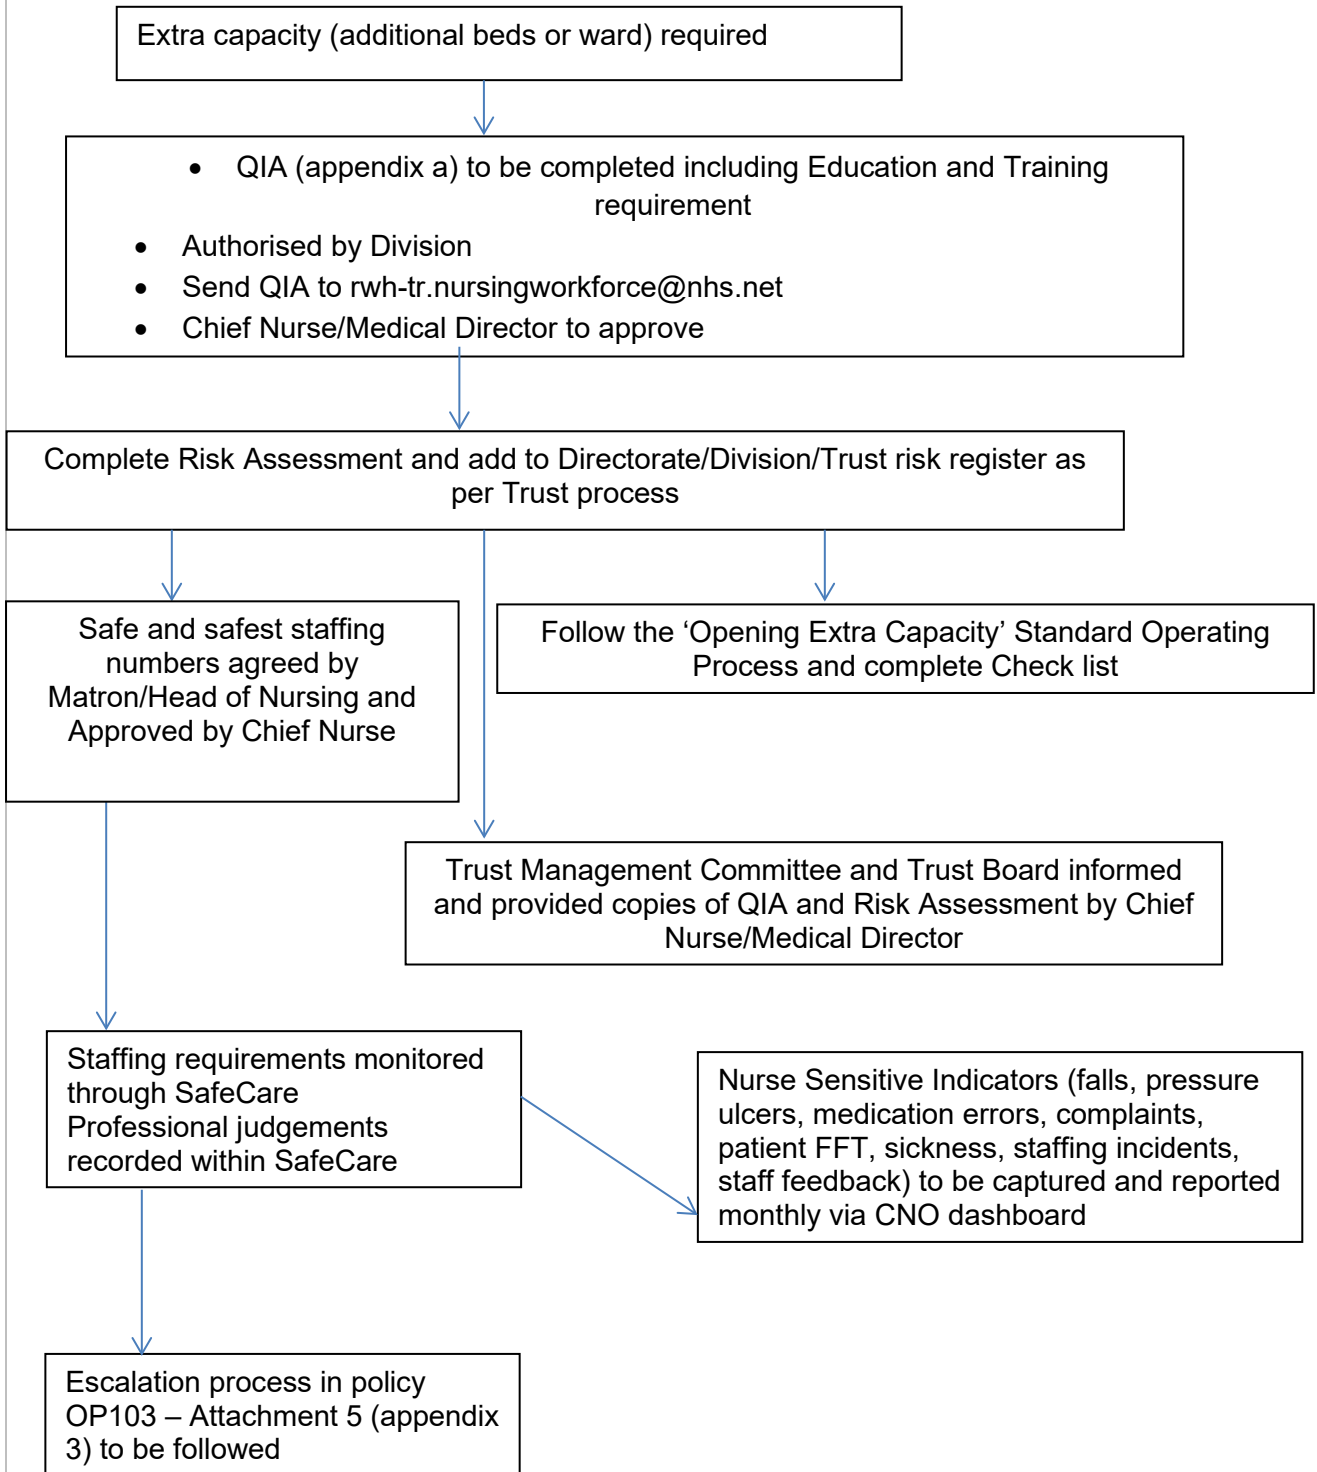 Extra capacity (additional beds or ward) required
• QIA (appendix a) to be completed including Education and Training
requirement
• Authorised by Division
• Send QIA to rwh-tr.nursingworkforce@nhs.net
• Chief Nurse/Medical Director to approve
Complete Risk Assessment and add to Directorate/Division/Trust risk register as
per Trust process
Safe and safest staffing
numbers agreed by
Matron/Head of Nursing and
Approved by Chief Nurse
Follow the ‘Opening Extra Capacity’ Standard Operating
Process and complete Check list
Trust Management Committee and Trust Board informed
and provided copies of QIA and Risk Assessment by Chief
Nurse/Medical Director
Staffing requirements monitored
through SafeCare
Professional judgements
recorded within SafeCare
Nurse Sensitive Indicators (falls, pressure
ulcers, medication errors, complaints,
patient FFT, sickness, staffing incidents,
staff feedback) to be captured and reported
monthly via CNO dashboard
Escalation process in policy
OP103 – Attachment 5 (appendix
3) to be followed